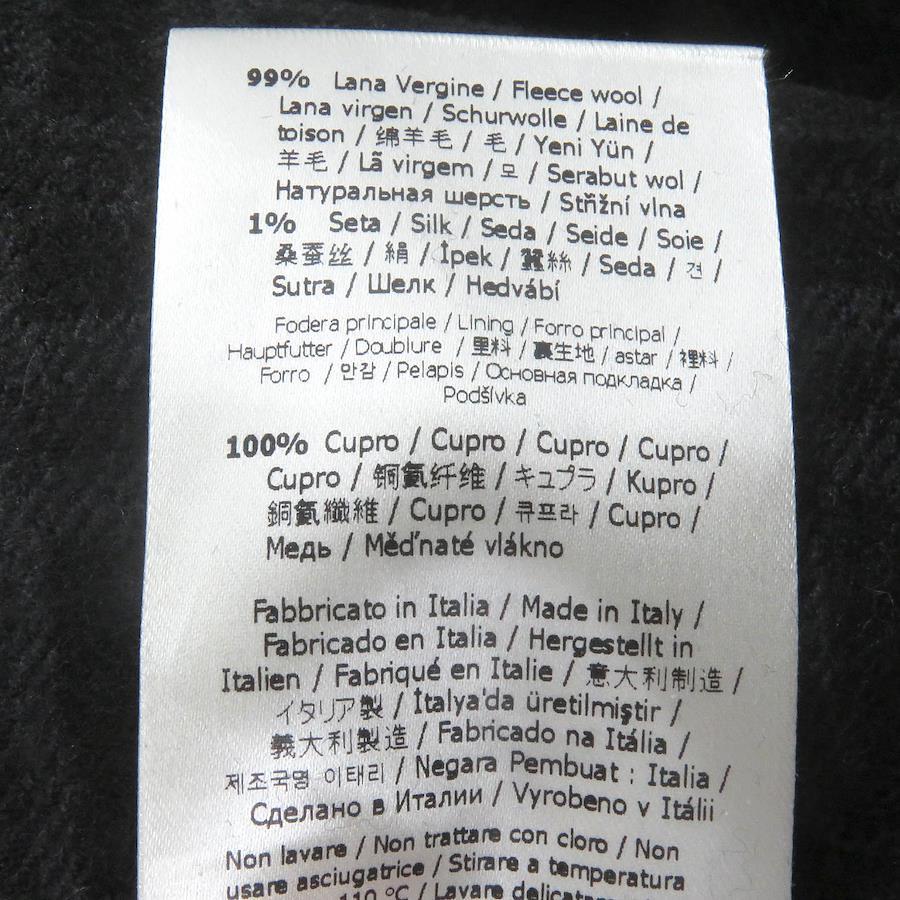 99% Lana Vergine / Fleece wool /
Lana virgen / Schurwolle / Laine de
toison / 绵羊毛 / 毛 / Yeni Yün /
羊毛 / Lã virgem / 모 / Serabut wol /
Натуральная шерсть / Stňžní vlna
1% Seta / Silk / Seda / Seide / Soie /
桑蚕丝 / 絹 / İpek / 蠶絲 / Seda / 견 /
Sutra / Шелк / Hedvábí
Fodera principale / Lining / Forro principal /
Hauptfutter / Doublure / 里料 / 裏生地 / astar / 裡料 /
Forro / 안감 / Pelapis / Основная подкладка /
Podšívka
100% Cupro / Cupro / Cupro / Cupro /
Cupro / 铜氨纤维 / キュプラ / Kupro /
銅氨纖維 / Cupro / 큐프라 / Cupro /
Медь / Měďnaté vlákno
Fabbricato in Italia / Made in Italy /
Fabricado en Italia / Hergestellt in
Italien / Fabriqué en Italie / 意大利制造 /
イタリア製 / İtalya'da üretilmiştir /
義大利製造 / Fabricado na Itália /
제조국명 이태리 / Negara Pembuat : Italia /
Сделано в Италии / Vyrobeno v Itálii
Non lavare / Non trattare con cloro / Non
usare asciugatrice / Stirare a temperatura
110 °C / Lavare